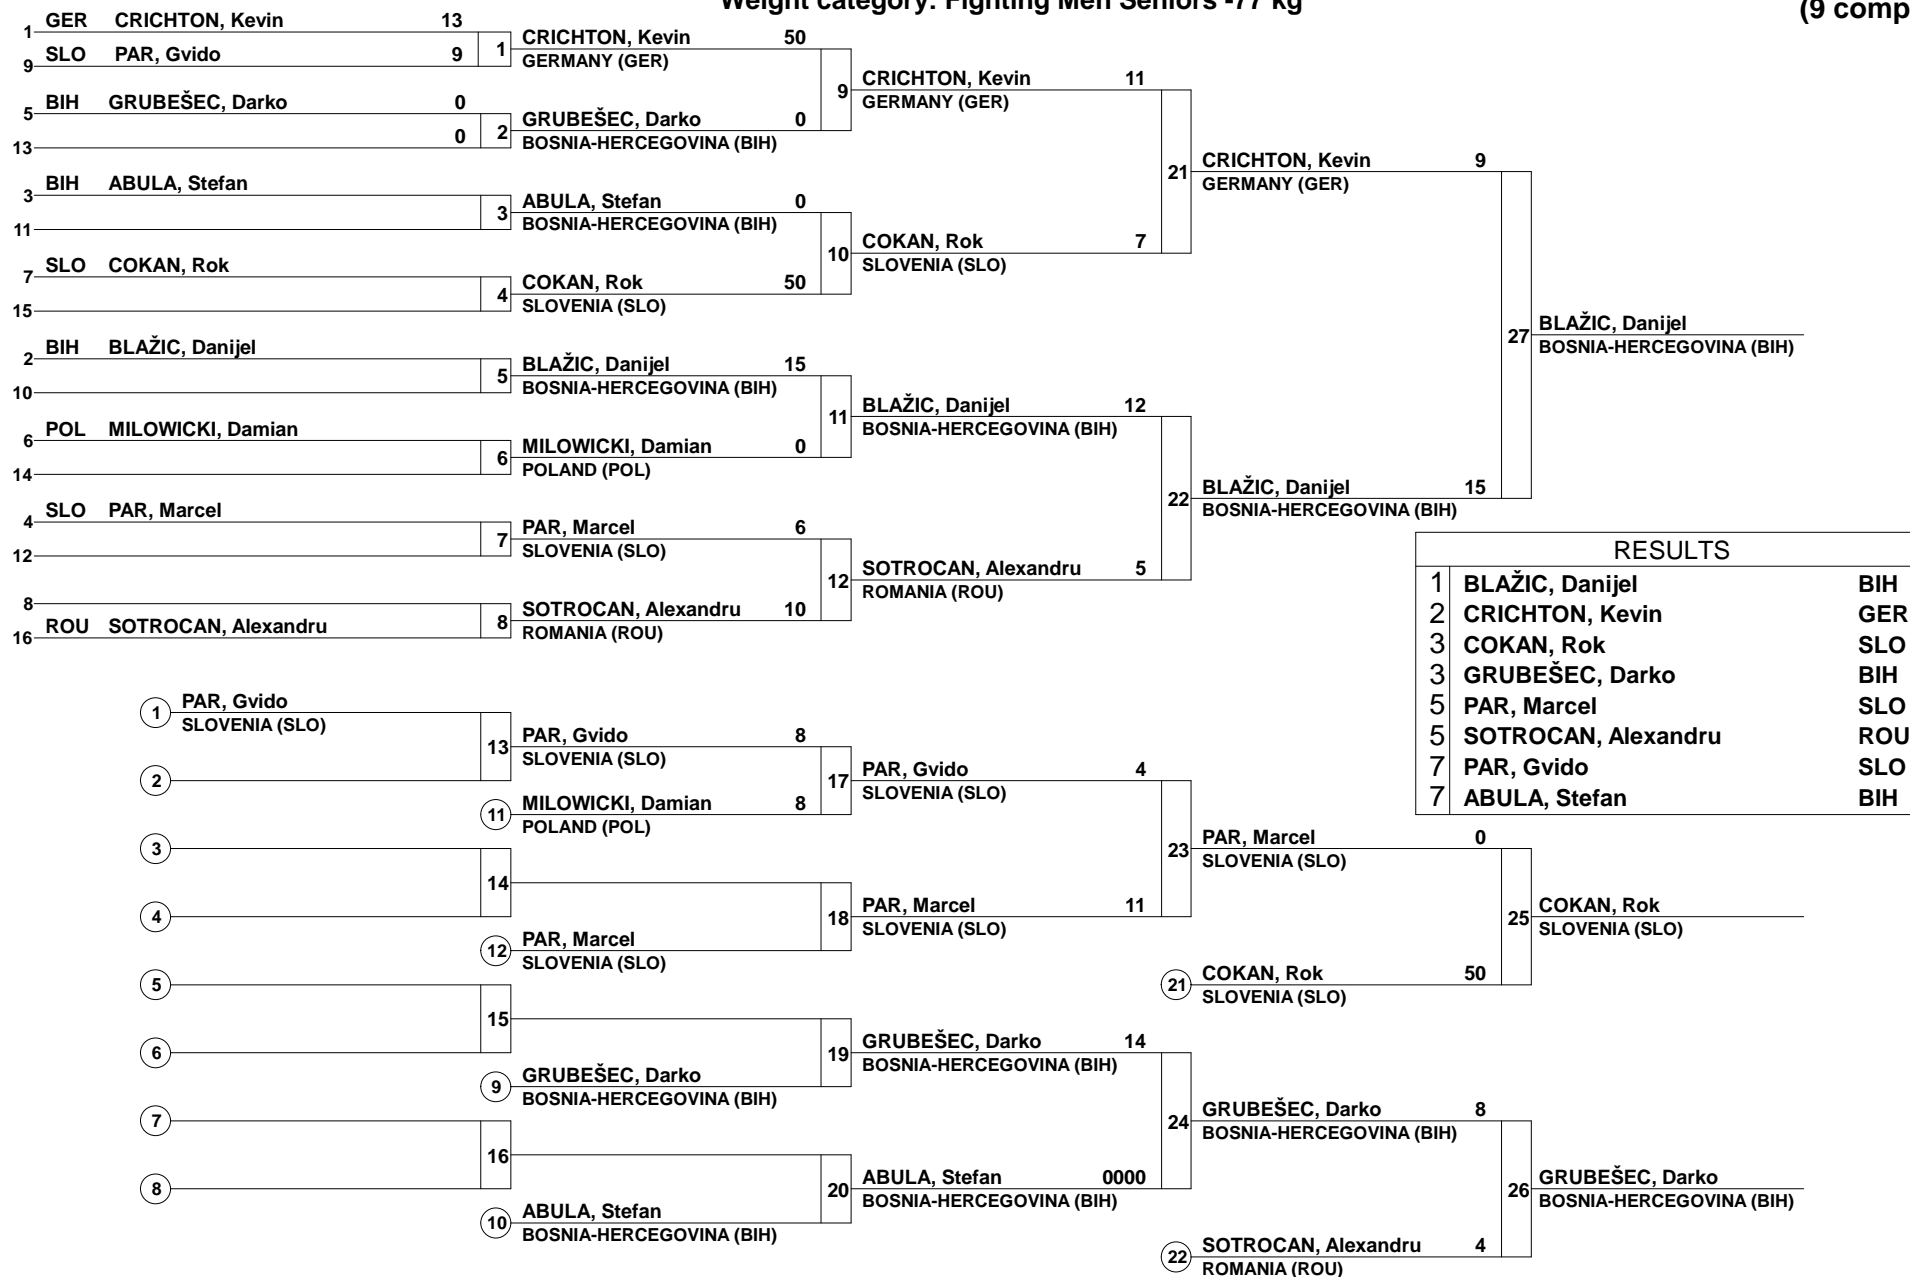 Weight category: Fighting Men Seniors -77 kg
(9 comp
1 GER CRICHTON, Kevin 13
9 SLO PAR, Gvido 9
1
5 BIH GRUBEŠEC, Darko 0
13 0
2
3 BIH ABULA, Stefan
11
3
7 SLO COKAN, Rok
15
4
2 BIH BLAŽIC, Danijel
10
5
6 POL MILOWICKI, Damian
14
6
4 SLO PAR, Marcel
12
7
8
16 ROU SOTROCAN, Alexandru
8
CRICHTON, Kevin 50
GERMANY (GER)
9
GRUBEŠEC, Darko 0
BOSNIA-HERCEGOVINA (BIH)
ABULA, Stefan 0
BOSNIA-HERCEGOVINA (BIH)
10
COKAN, Rok 50
SLOVENIA (SLO)
BLAŽIC, Danijel 15
BOSNIA-HERCEGOVINA (BIH)
11
MILOWICKI, Damian 0
POLAND (POL)
PAR, Marcel 6
SLOVENIA (SLO)
12
SOTROCAN, Alexandru 10
ROMANIA (ROU)
CRICHTON, Kevin 11
GERMANY (GER)
21
COKAN, Rok 7
SLOVENIA (SLO)
BLAŽIC, Danijel 12
BOSNIA-HERCEGOVINA (BIH)
22
SOTROCAN, Alexandru 5
ROMANIA (ROU)
CRICHTON, Kevin 9
GERMANY (GER)
27
BLAŽIC, Danijel 15
BOSNIA-HERCEGOVINA (BIH)
BLAŽIC, Danijel
BOSNIA-HERCEGOVINA (BIH)
RESULTS
1 BLAŽIC, Danijel BIH
2 CRICHTON, Kevin GER
3 COKAN, Rok SLO
3 GRUBEŠEC, Darko BIH
5 PAR, Marcel SLO
5 SOTROCAN, Alexandru ROU
7 PAR, Gvido SLO
7 ABULA, Stefan BIH
1 PAR, Gvido
SLOVENIA (SLO)
13
2
3
14
4
5
15
6
7
16
8
PAR, Gvido 8
SLOVENIA (SLO)
17
11 MILOWICKI, Damian 8
POLAND (POL)
18
12 PAR, Marcel
SLOVENIA (SLO)
19
9 GRUBEŠEC, Darko
BOSNIA-HERCEGOVINA (BIH)
20
10 ABULA, Stefan
BOSNIA-HERCEGOVINA (BIH)
PAR, Gvido 4
SLOVENIA (SLO)
23
PAR, Marcel 11
SLOVENIA (SLO)
GRUBEŠEC, Darko 14
BOSNIA-HERCEGOVINA (BIH)
24
ABULA, Stefan 0000
BOSNIA-HERCEGOVINA (BIH)
PAR, Marcel 0
SLOVENIA (SLO)
25
21 COKAN, Rok 50
SLOVENIA (SLO)
GRUBEŠEC, Darko 8
BOSNIA-HERCEGOVINA (BIH)
26
22 SOTROCAN, Alexandru 4
ROMANIA (ROU)
COKAN, Rok
SLOVENIA (SLO)
GRUBEŠEC, Darko
BOSNIA-HERCEGOVINA (BIH)